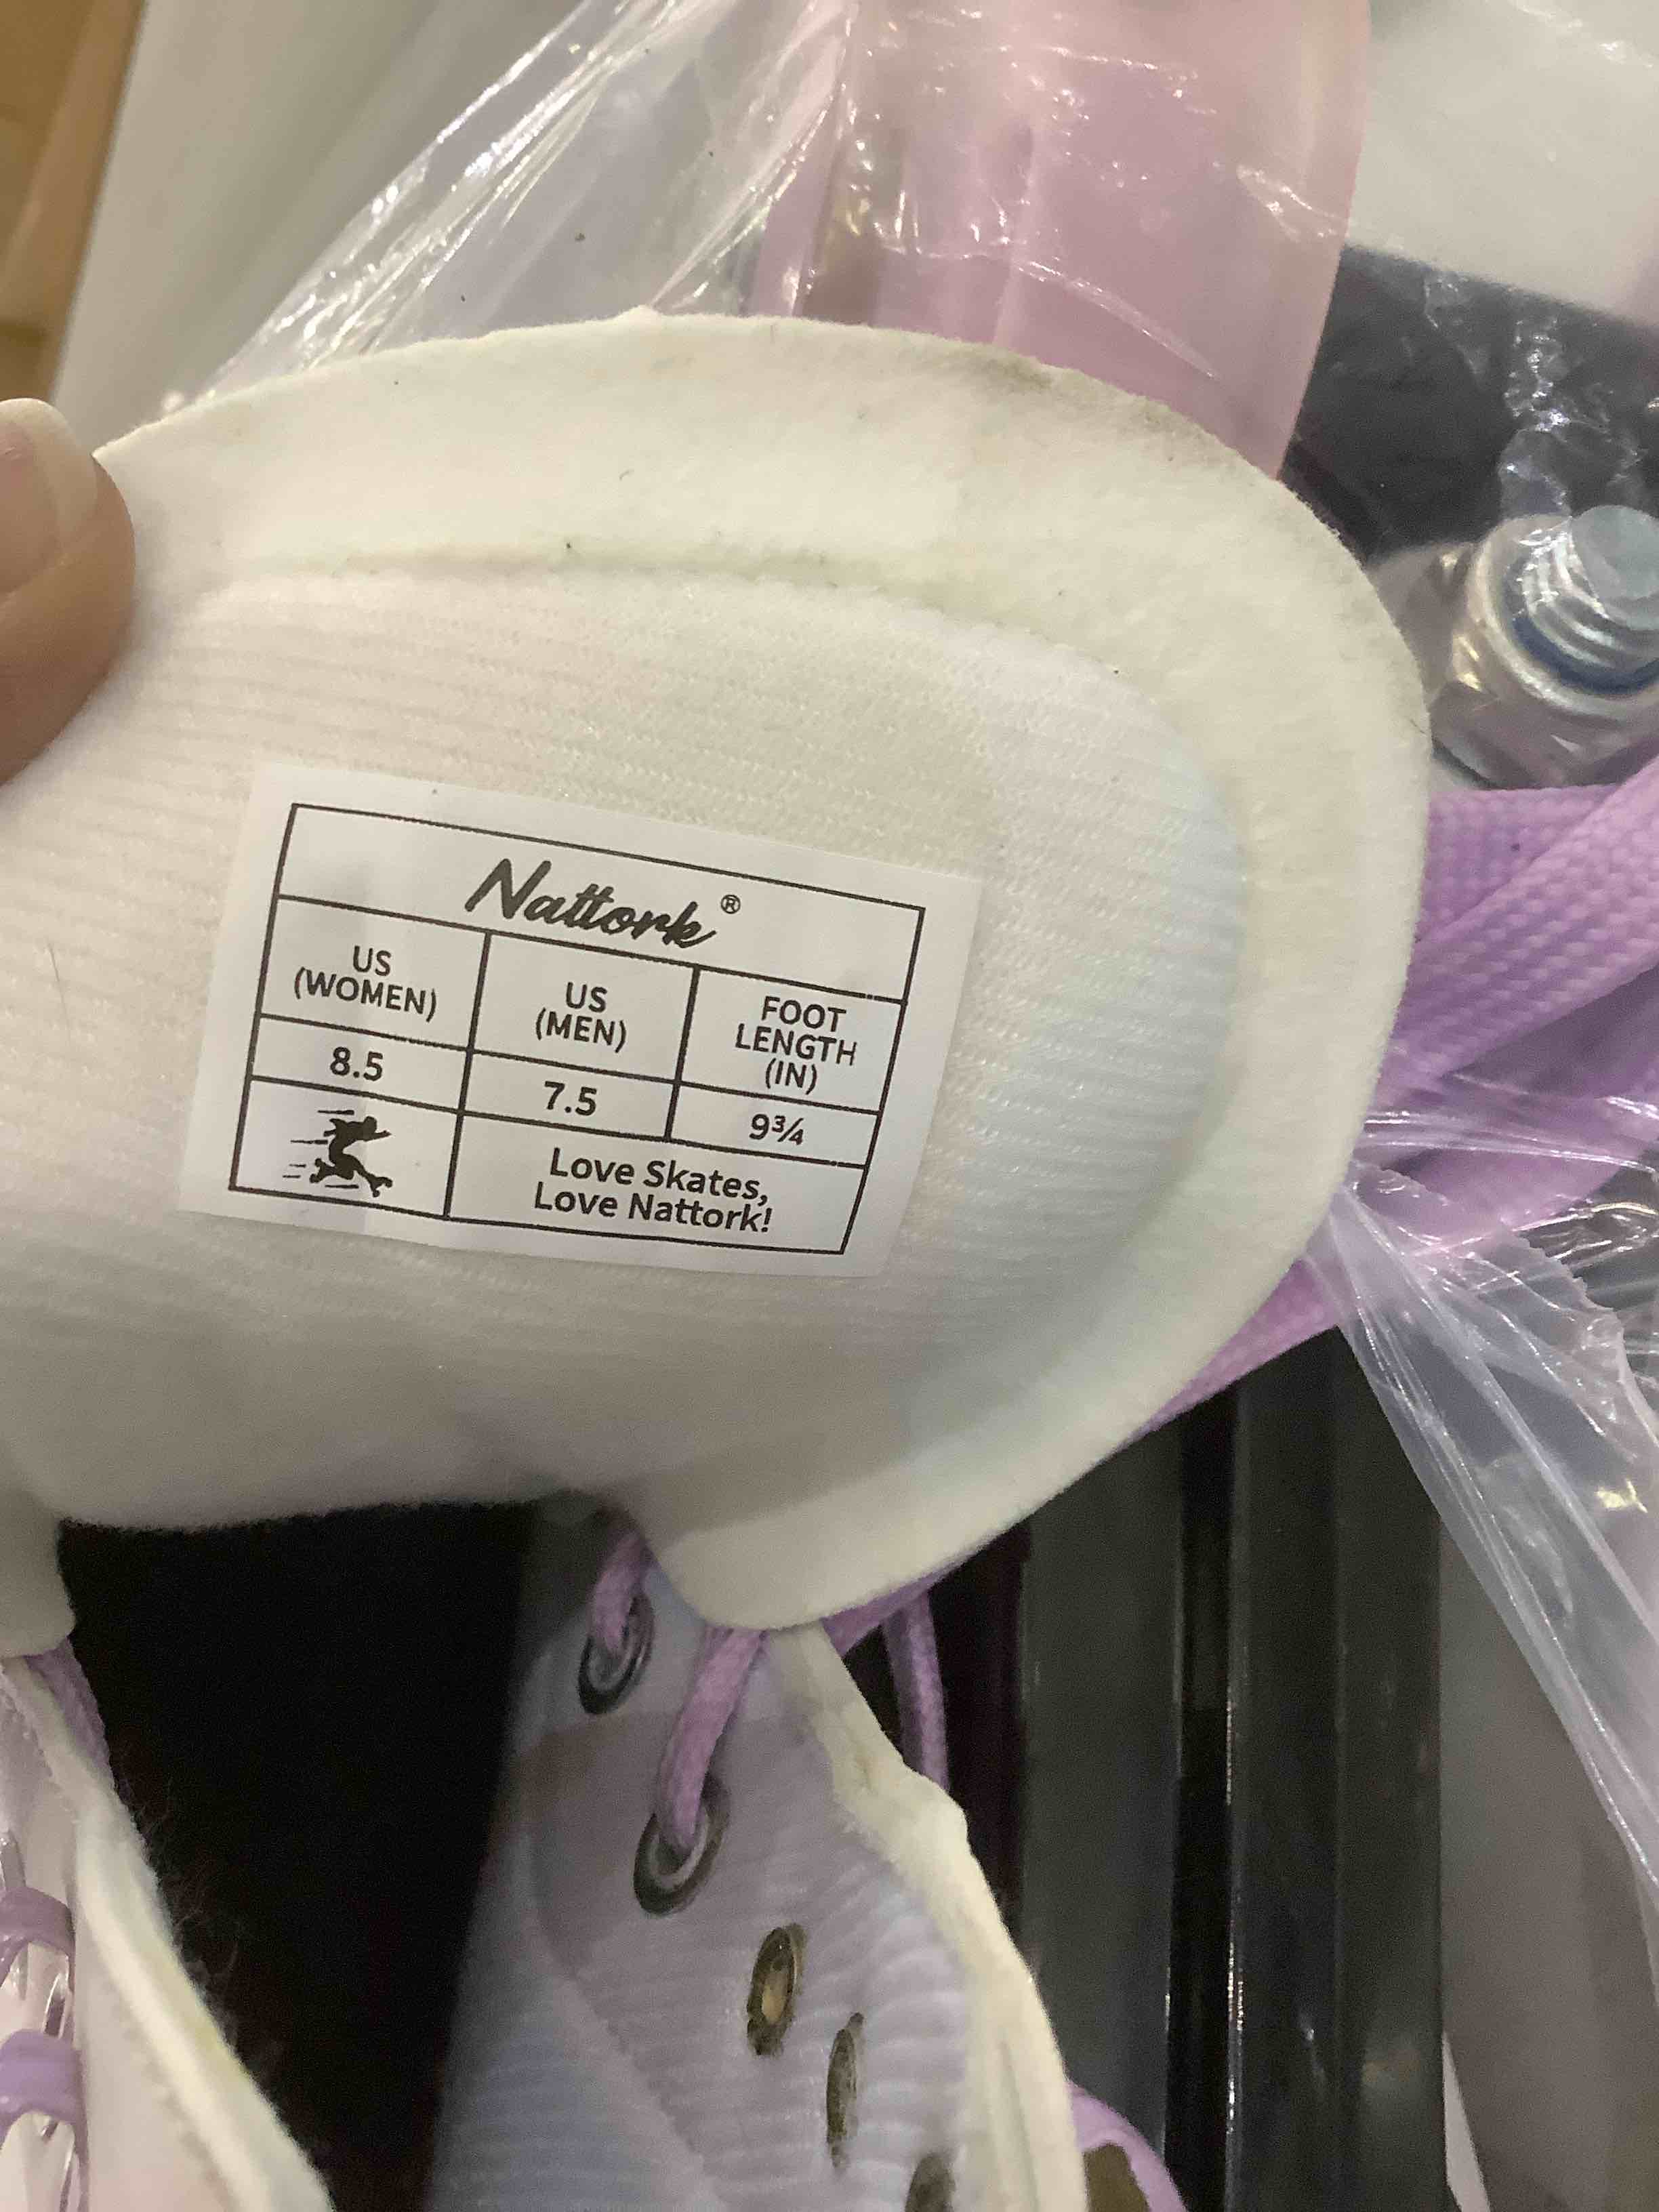 Nattork®
US
(WOMEN)
US
(MEN)
FOOT
LENGTH
(IN)
8.5
7.5
9¾
Love Skates,
Love Nattork!